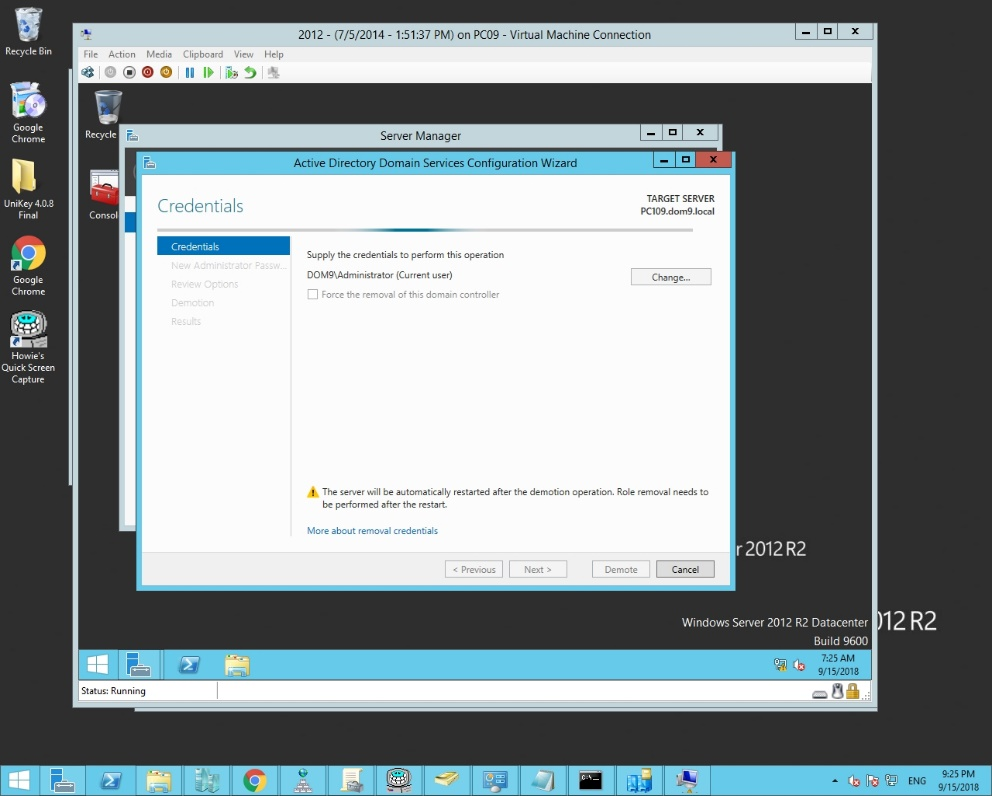 Recycle Bin
Google
Chrome
UniKey 4.0.8
Final
Google
Chrome
Howie's
Quick Screen
Capture
2012 - (7/5/2014 - 1:51:37 PM) on PC09 - Virtual Machine Connection
File Action Media Clipboard View Help
Recycle
Consol
Server Manager
Active Directory Domain Services Configuration Wizard
Credentials
TARGET SERVER
PC109.dom9.local
Credentials
New Administrator Passw...
Review Options
Demotion
Results
Supply the credentials to perform this operation
DOM9\Administrator (Current user)
Change...
Force the removal of this domain controller
The server will be automatically restarted after the demotion operation. Role removal needs to
be performed after the restart.
More about removal credentials
< Previous Next > Demote Cancel
r 2012 R2
Windows Server 2012 R2 Datacenter
Build 9600
012 R2
7:25 AM
9/15/2018
Status: Running
ENG
9:25 PM
9/15/2018